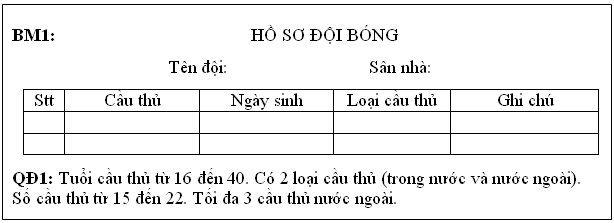 BM1: HỒ SƠ ĐỘI BÓNG
Tên đội: Sân nhà:
Stt Cầu thủ Ngày sinh Loại cầu thủ Ghi chú
QĐ1: Tuổi cầu thủ từ 16 đến 40. Có 2 loại cầu thủ (trong nước và nước ngoài).
Số cầu thủ từ 15 đến 22. Tối đa 3 cầu thủ nước ngoài.